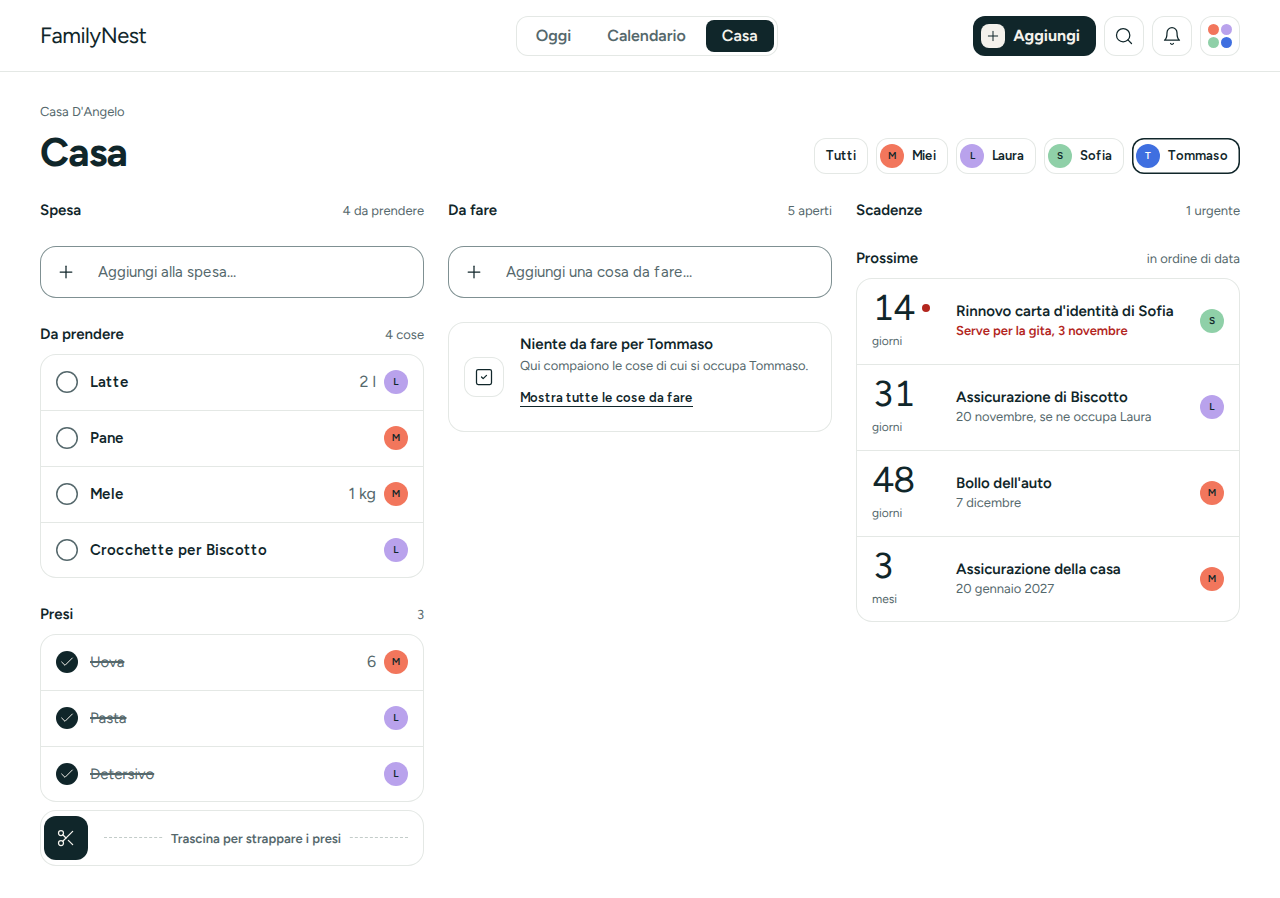 FamilyNest
Oggi
Calendario
Casa
Aggiungi
Casa D'Angelo
Casa
Tutti
M Miei
L Laura
S Sofia
T Tommaso
Spesa
4 da prendere
Aggiungi alla spesa...
Da prendere
4 cose
Latte
2 l
L
Pane
M
Mele
1 kg
M
Crocchette per Biscotto
L
Presi
3
Uova
6
M
Pasta
L
Detersivo
L
Trascina per strappare i presi
Da fare
5 aperti
Aggiungi una cosa da fare...
Niente da fare per Tommaso
Qui compaiono le cose di cui si occupa Tommaso.
Mostra tutte le cose da fare
Scadenze
1 urgente
Prossime
in ordine di data
14
giorni
Rinnovo carta d'identità di Sofia
Serve per la gita, 3 novembre
S
31
giorni
Assicurazione di Biscotto
20 novembre, se ne occupa Laura
L
48
giorni
Bollo dell'auto
7 dicembre
M
3
mesi
Assicurazione della casa
20 gennaio 2027
M